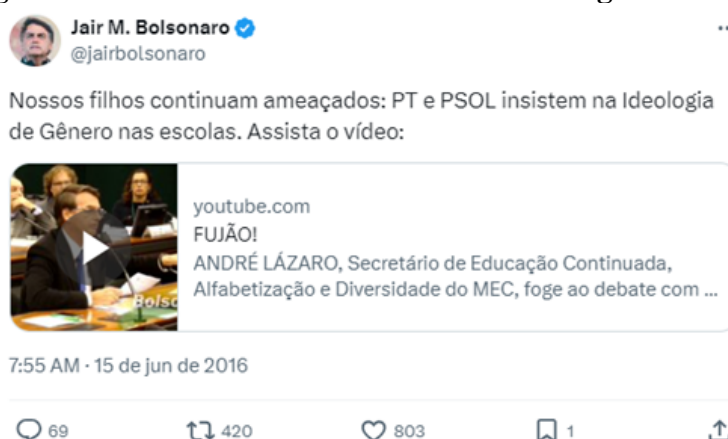 Jair M. Bolsonaro
@jairbolsonaro
Nossos filhos continuam ameaçados: PT e PSOL insistem na Ideologia
de Gênero nas escolas. Assista o vídeo:
youtube.com
FUJÃO!
ANDRÉ LÁZARO, Secretário de Educação Continuada,
Alfabetização e Diversidade do MEC, foge ao debate com ...
7:55 AM · 15 de jun de 2016
69 420 803 1